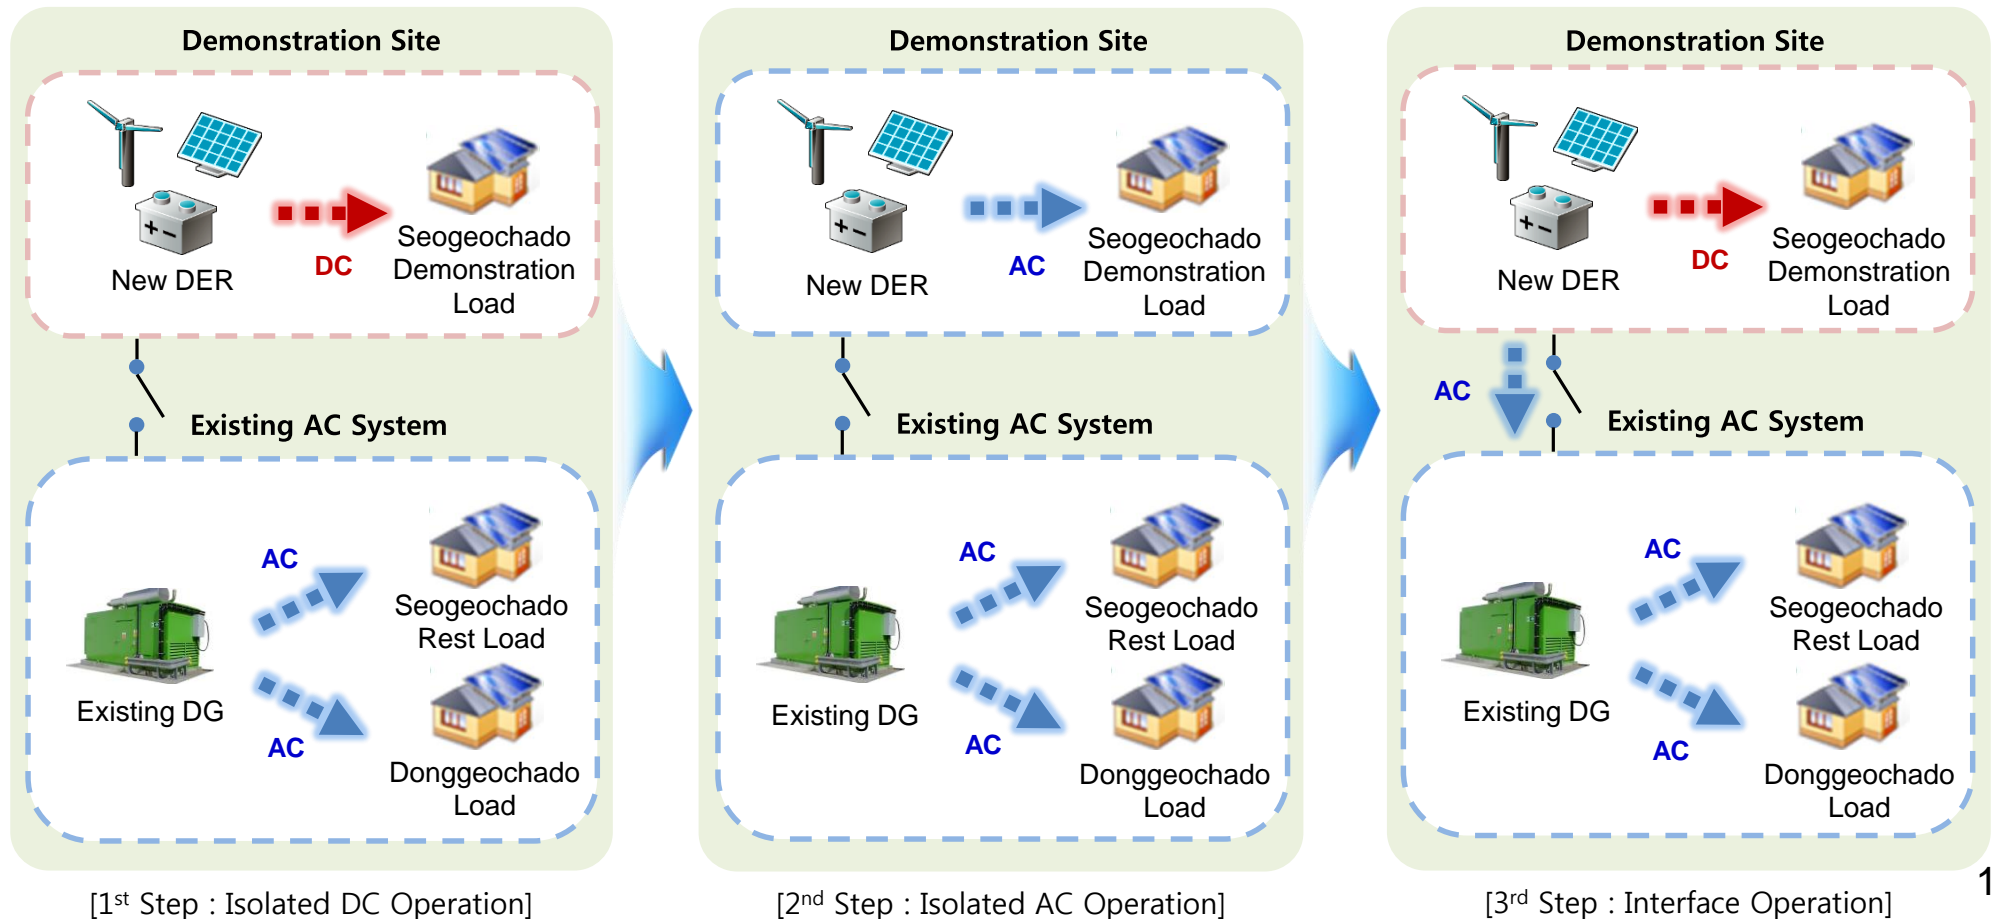 Demonstration Site
New DER
DC
Seogeochado
Demonstration
Load
Existing AC System
AC
Seogeochado
Rest Load
Existing DG
AC
Donggeochado
Load
[1st Step : Isolated DC Operation]
Demonstration Site
New DER
AC
Seogeochado
Demonstration
Load
Existing AC System
AC
Seogeochado
Rest Load
Existing DG
AC
Donggeochado
Load
[2nd Step : Isolated AC Operation]
Demonstration Site
New DER
DC
Seogeochado
Demonstration
Load
AC
Existing AC System
AC
Seogeochado
Rest Load
Existing DG
AC
Donggeochado
Load
[3rd Step : Interface Operation]
1